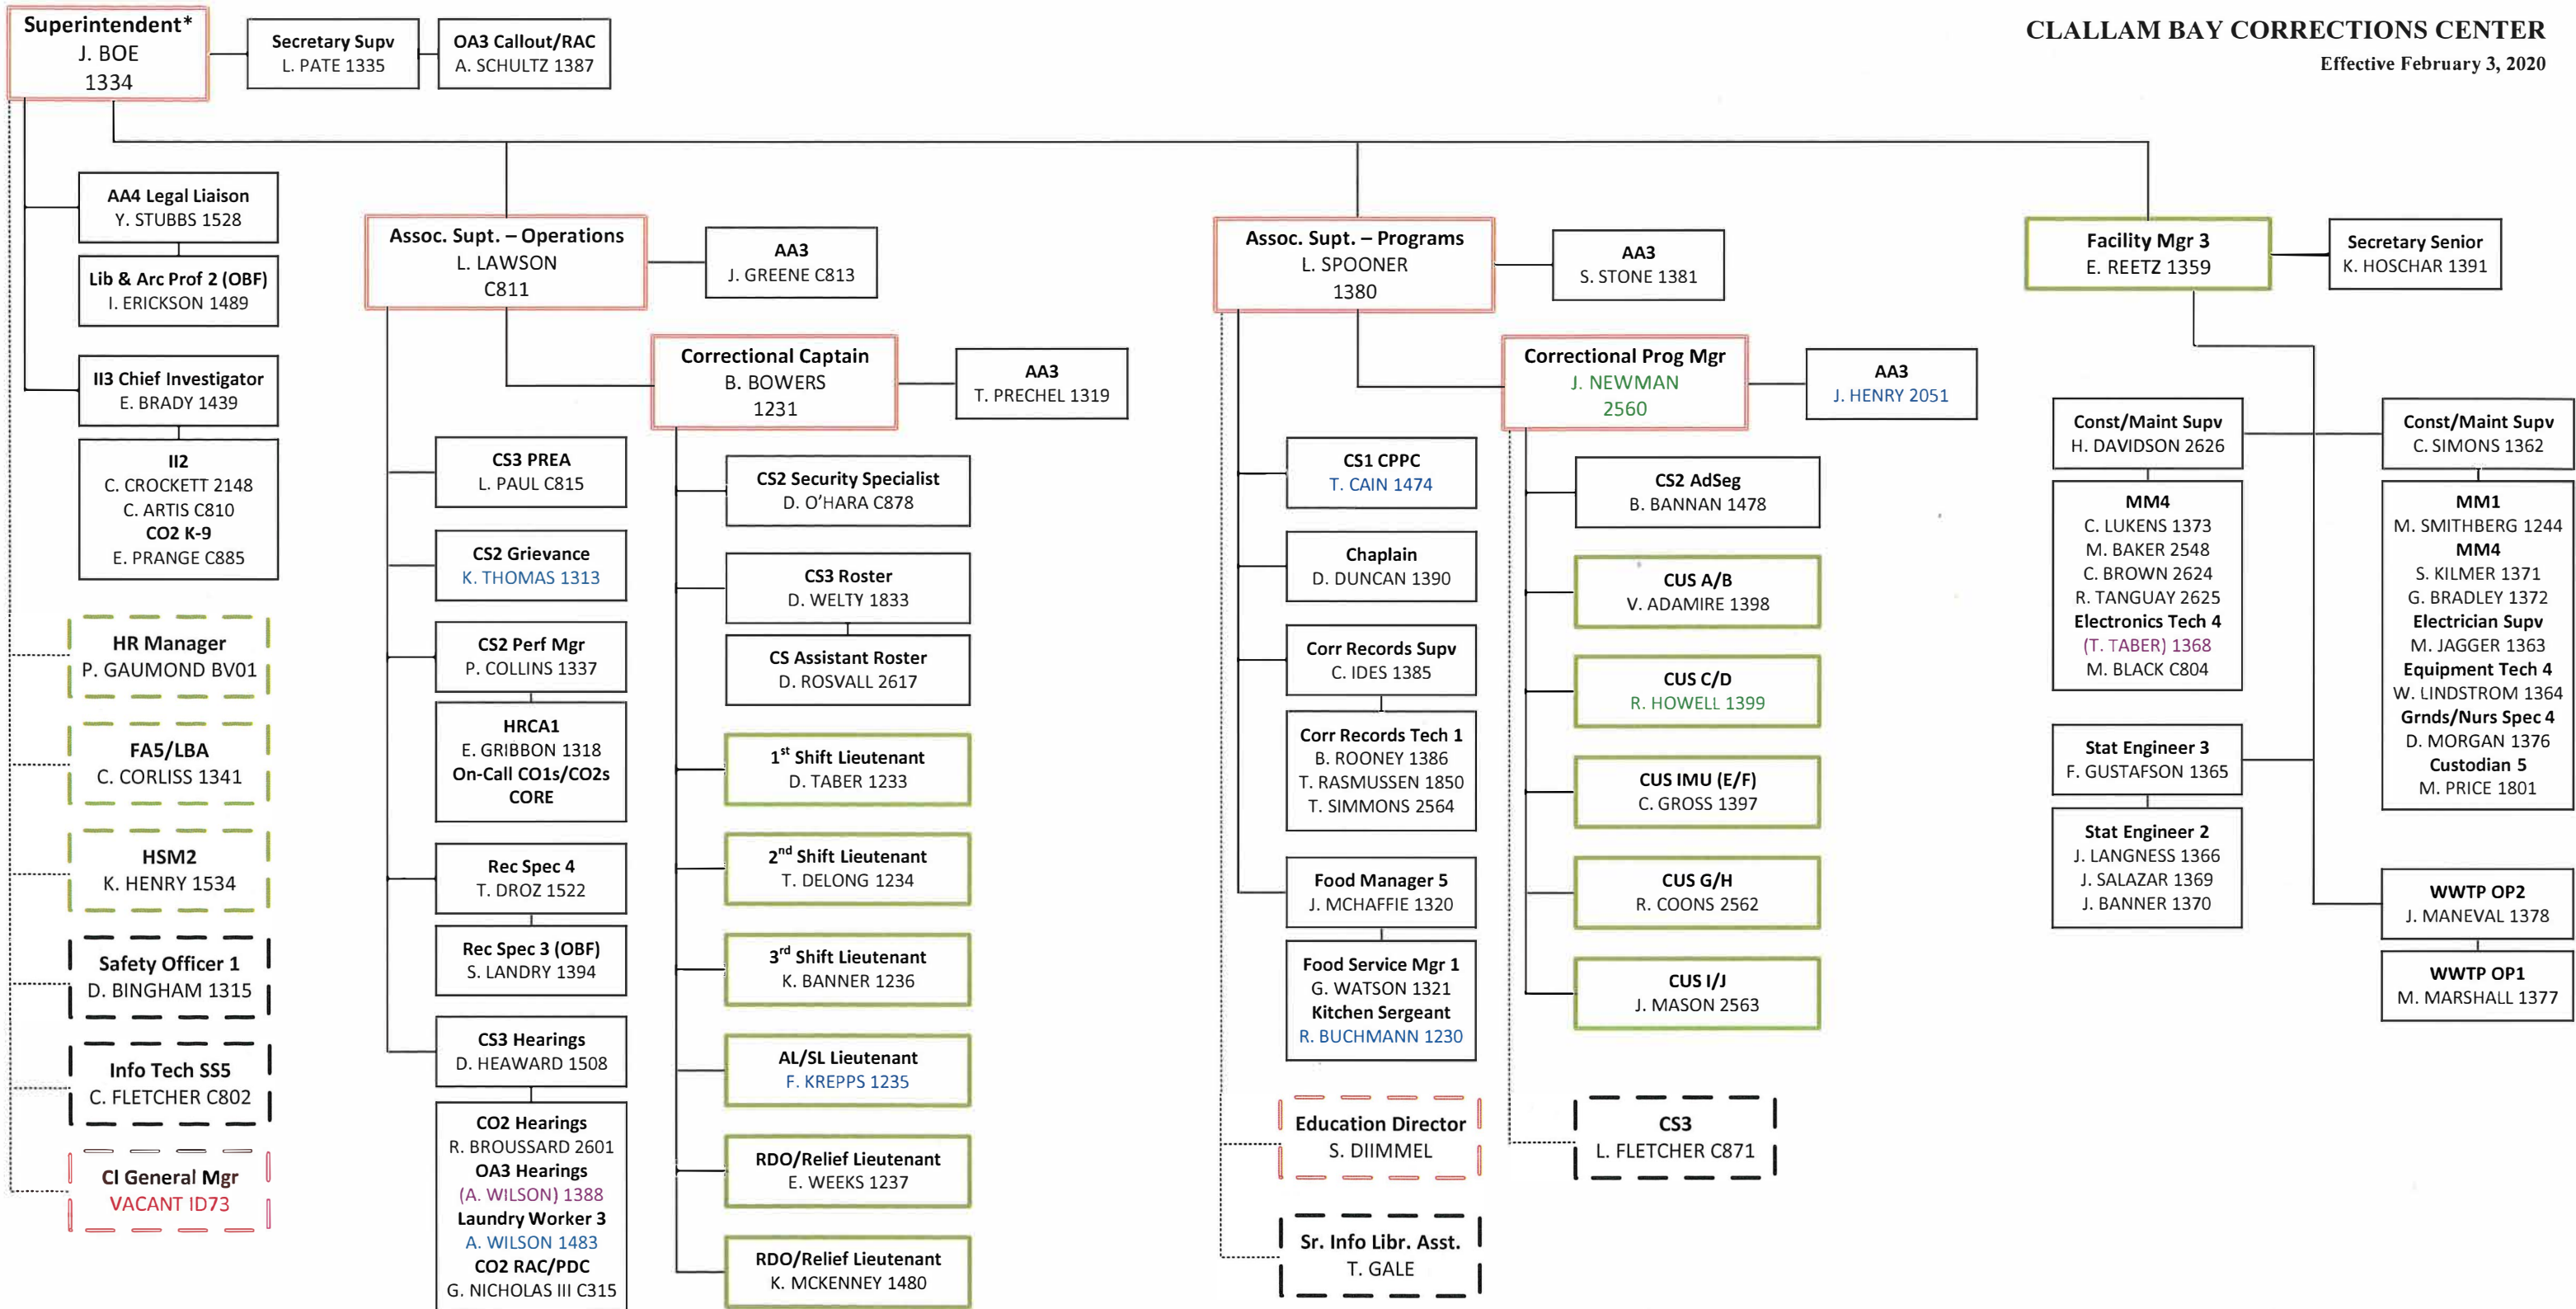 CLALLAM BAY CORRECTIONS CENTER
Effective February 3, 2020
Superintendent*
J. BOE
1334
Secretary Supv
L. PATE 1335
OA3 Callout/RAC
A. SCHULTZ 1387
AA4 Legal Liaison
Y. STUBBS 1528
Lib & Arc Prof 2 (OBF)
I. ERICKSON 1489
II3 Chief Investigator
E. BRADY 1439
II2
C. CROCKETT 2148
C. ARTIS C810
CO2 K-9
E. PRANGE C885
HR Manager
P. GAUMOND BV01
FA5/LBA
C. CORLISS 1341
HSM2
K. HENRY 1534
Safety Officer 1
D. BINGHAM 1315
Info Tech SS5
C. FLETCHER C802
CI General Mgr
VACANT ID73
Assoc. Supt. – Operations
L. LAWSON
C811
AA3
J. GREENE C813
CS3 PREA
L. PAUL C815
CS2 Grievance
K. THOMAS 1313
CS2 Perf Mgr
P. COLLINS 1337
HRCA1
E. GRIBBON 1318
On-Call CO1s/CO2s
CORE
Rec Spec 4
T. DROZ 1522
Rec Spec 3 (OBF)
S. LANDRY 1394
CS3 Hearings
D. HEAWARD 1508
CO2 Hearings
R. BROUSSARD 2601
OA3 Hearings
(A. WILSON) 1388
Laundry Worker 3
A. WILSON 1483
CO2 RAC/PDC
G. NICHOLAS III C315
Correctional Captain
B. BOWERS
1231
AA3
T. PRECHEL 1319
CS2 Security Specialist
D. O'HARA C878
CS3 Roster
D. WELTY 1833
CS Assistant Roster
D. ROSVALL 2617
1st Shift Lieutenant
D. TABER 1233
2nd Shift Lieutenant
T. DELONG 1234
3rd Shift Lieutenant
K. BANNER 1236
AL/SL Lieutenant
F. KREPPS 1235
RDO/Relief Lieutenant
E. WEEKS 1237
RDO/Relief Lieutenant
K. MCKENNEY 1480
Assoc. Supt. – Programs
L. SPOONER
1380
AA3
S. STONE 1381
CS1 CPPC
T. CAIN 1474
Chaplain
D. DUNCAN 1390
Corr Records Supv
C. IDES 1385
Corr Records Tech 1
B. ROONEY 1386
T. RASMUSSEN 1850
T. SIMMONS 2564
Food Manager 5
J. MCHAFFIE 1320
Food Service Mgr 1
G. WATSON 1321
Kitchen Sergeant
R. BUCHMANN 1230
Education Director
S. DIIMMEL
Sr. Info Libr. Asst.
T. GALE
Correctional Prog Mgr
J. NEWMAN
2560
AA3
J. HENRY 2051
CS2 AdSeg
B. BANNAN 1478
CUS A/B
V. ADAMIRE 1398
CUS C/D
R. HOWELL 1399
CUS IMU (E/F)
C. GROSS 1397
CUS G/H
R. COONS 2562
CUS I/J
J. MASON 2563
CS3
L. FLETCHER C871
Facility Mgr 3
E. REETZ 1359
Secretary Senior
K. HOSCHAR 1391
Const/Maint Supv
H. DAVIDSON 2626
MM4
C. LUKENS 1373
M. BAKER 2548
C. BROWN 2624
R. TANGUAY 2625
Electronics Tech 4
(T. TABER) 1368
M. BLACK C804
Stat Engineer 3
F. GUSTAFSON 1365
Stat Engineer 2
J. LANGNESS 1366
J. SALAZAR 1369
J. BANNER 1370
Const/Maint Supv
C. SIMONS 1362
MM1
M. SMITHBERG 1244
MM4
S. KILMER 1371
G. BRADLEY 1372
Electrician Supv
M. JAGGER 1363
Equipment Tech 4
W. LINDSTROM 1364
Grnds/Nurs Spec 4
D. MORGAN 1376
Custodian 5
M. PRICE 1801
WWTP OP2
J. MANEVAL 1378
WWTP OP1
M. MARSHALL 1377